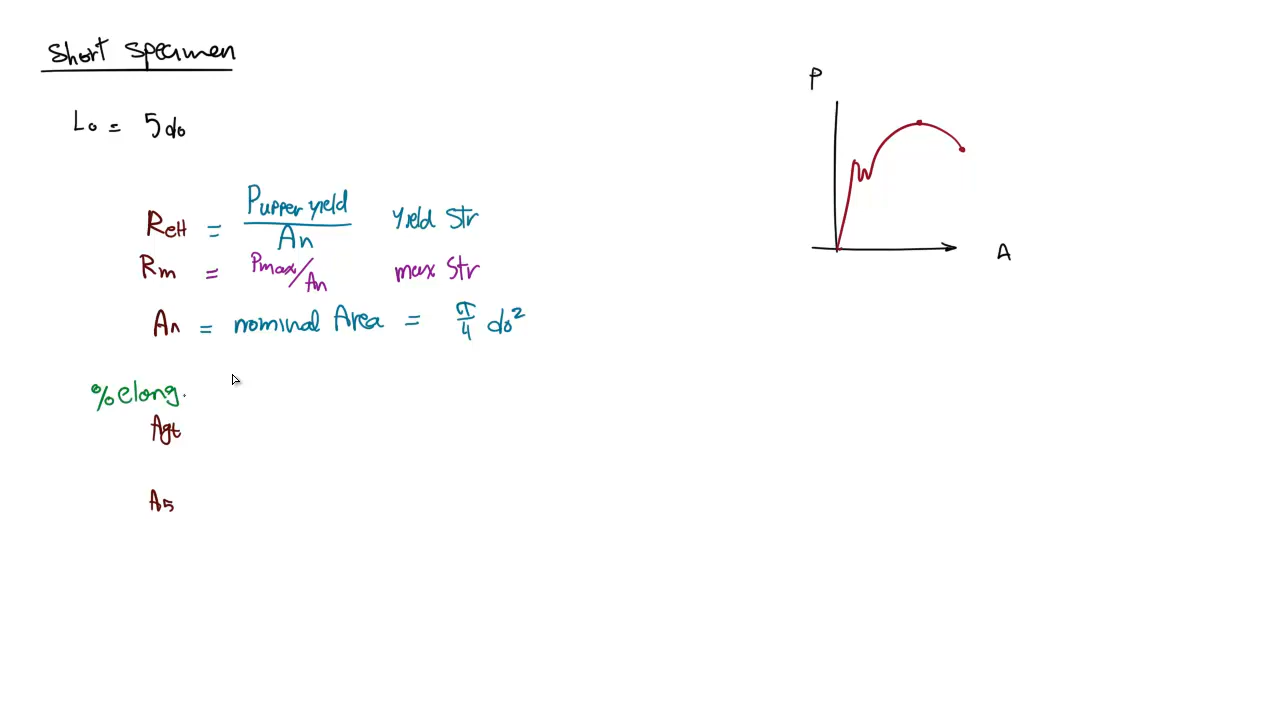 Short Specimen
P
Lo = 5do
ReH = Pupper yield / An yield Str
A
Rm = Pmax/An max Str
An = nominal Area = π/4 do²
% elong.
Agt
A5